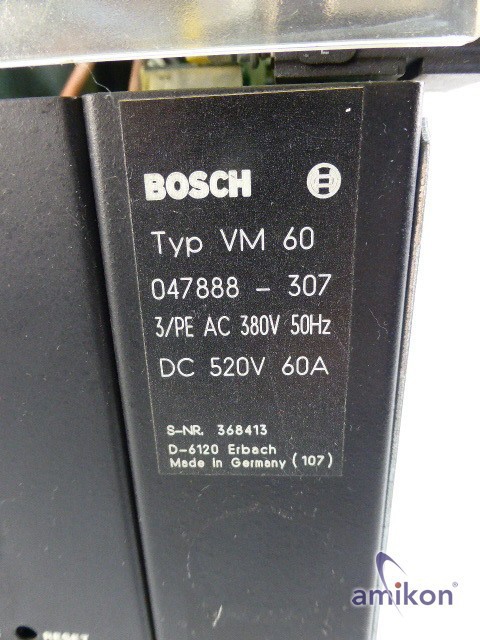 BOSCH
Typ VM 60
047888 - 307
3/PE AC 380V 50Hz
DC 520V 60A
S-NR. 368413
D-6120 Erbach
Made in Germany (107)
amikon®
RESET